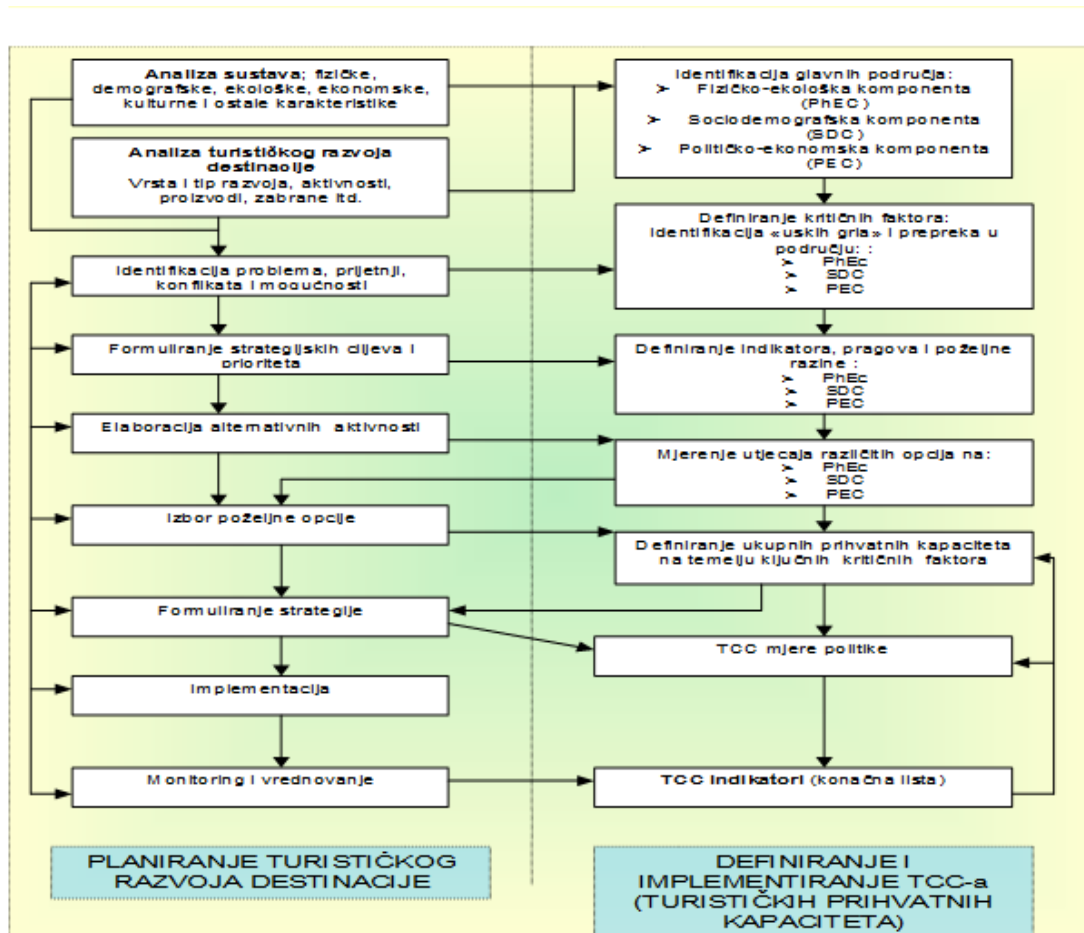 Analiza sustava; fizičke,
demografske, ekološke, ekonomske,
kulturne i ostale karakteristike
Analiza turističkog razvoja
destinacije
Vrsta i tip razvoja, aktivnosti,
proizvodi, zabrane itd.
Identifikacija problema, prijetnji,
konflikata i mogućnosti
Formuliranje strategijskih ciljeva i
prioriteta
Elaboracija alternativnih aktivnosti
Izbor poželjne opcije
Formuliranje strategije
Implementacija
Monitoring i vrednovanje
PLANIRANJE TURISTIČKOG
RAZVOJA DESTINACIJE
Identifikacija glavnih područja:
➢ Fizičko-ekološka komponenta
(PhEC)
➢ Sociodemografska komponenta
(SDC)
➢ Političko-ekonomska komponenta
(PEC)
Definiranje kritičnih faktora:
Identifikacija «uskih grla» i prepreka u
području: :
➢ PhEc
➢ SDC
➢ PEC
Definiranje indikatora, pragova i poželjne
razine :
➢ PhEc
➢ SDC
➢ PEC
Mjerenje utjecaja različitih opcija na:
➢ PhEc
➢ SDC
➢ PEC
Definiranje ukupnih prihvatnih kapaciteta
na temelju ključnih kritičnih faktora
TCC mjere politike
TCC indikatori (konačna lista)
DEFINIRANJE I
IMPLEMENTIRANJE TCC-a
(TURISTIČKIH PRIHVATNIH
KAPACITETA)